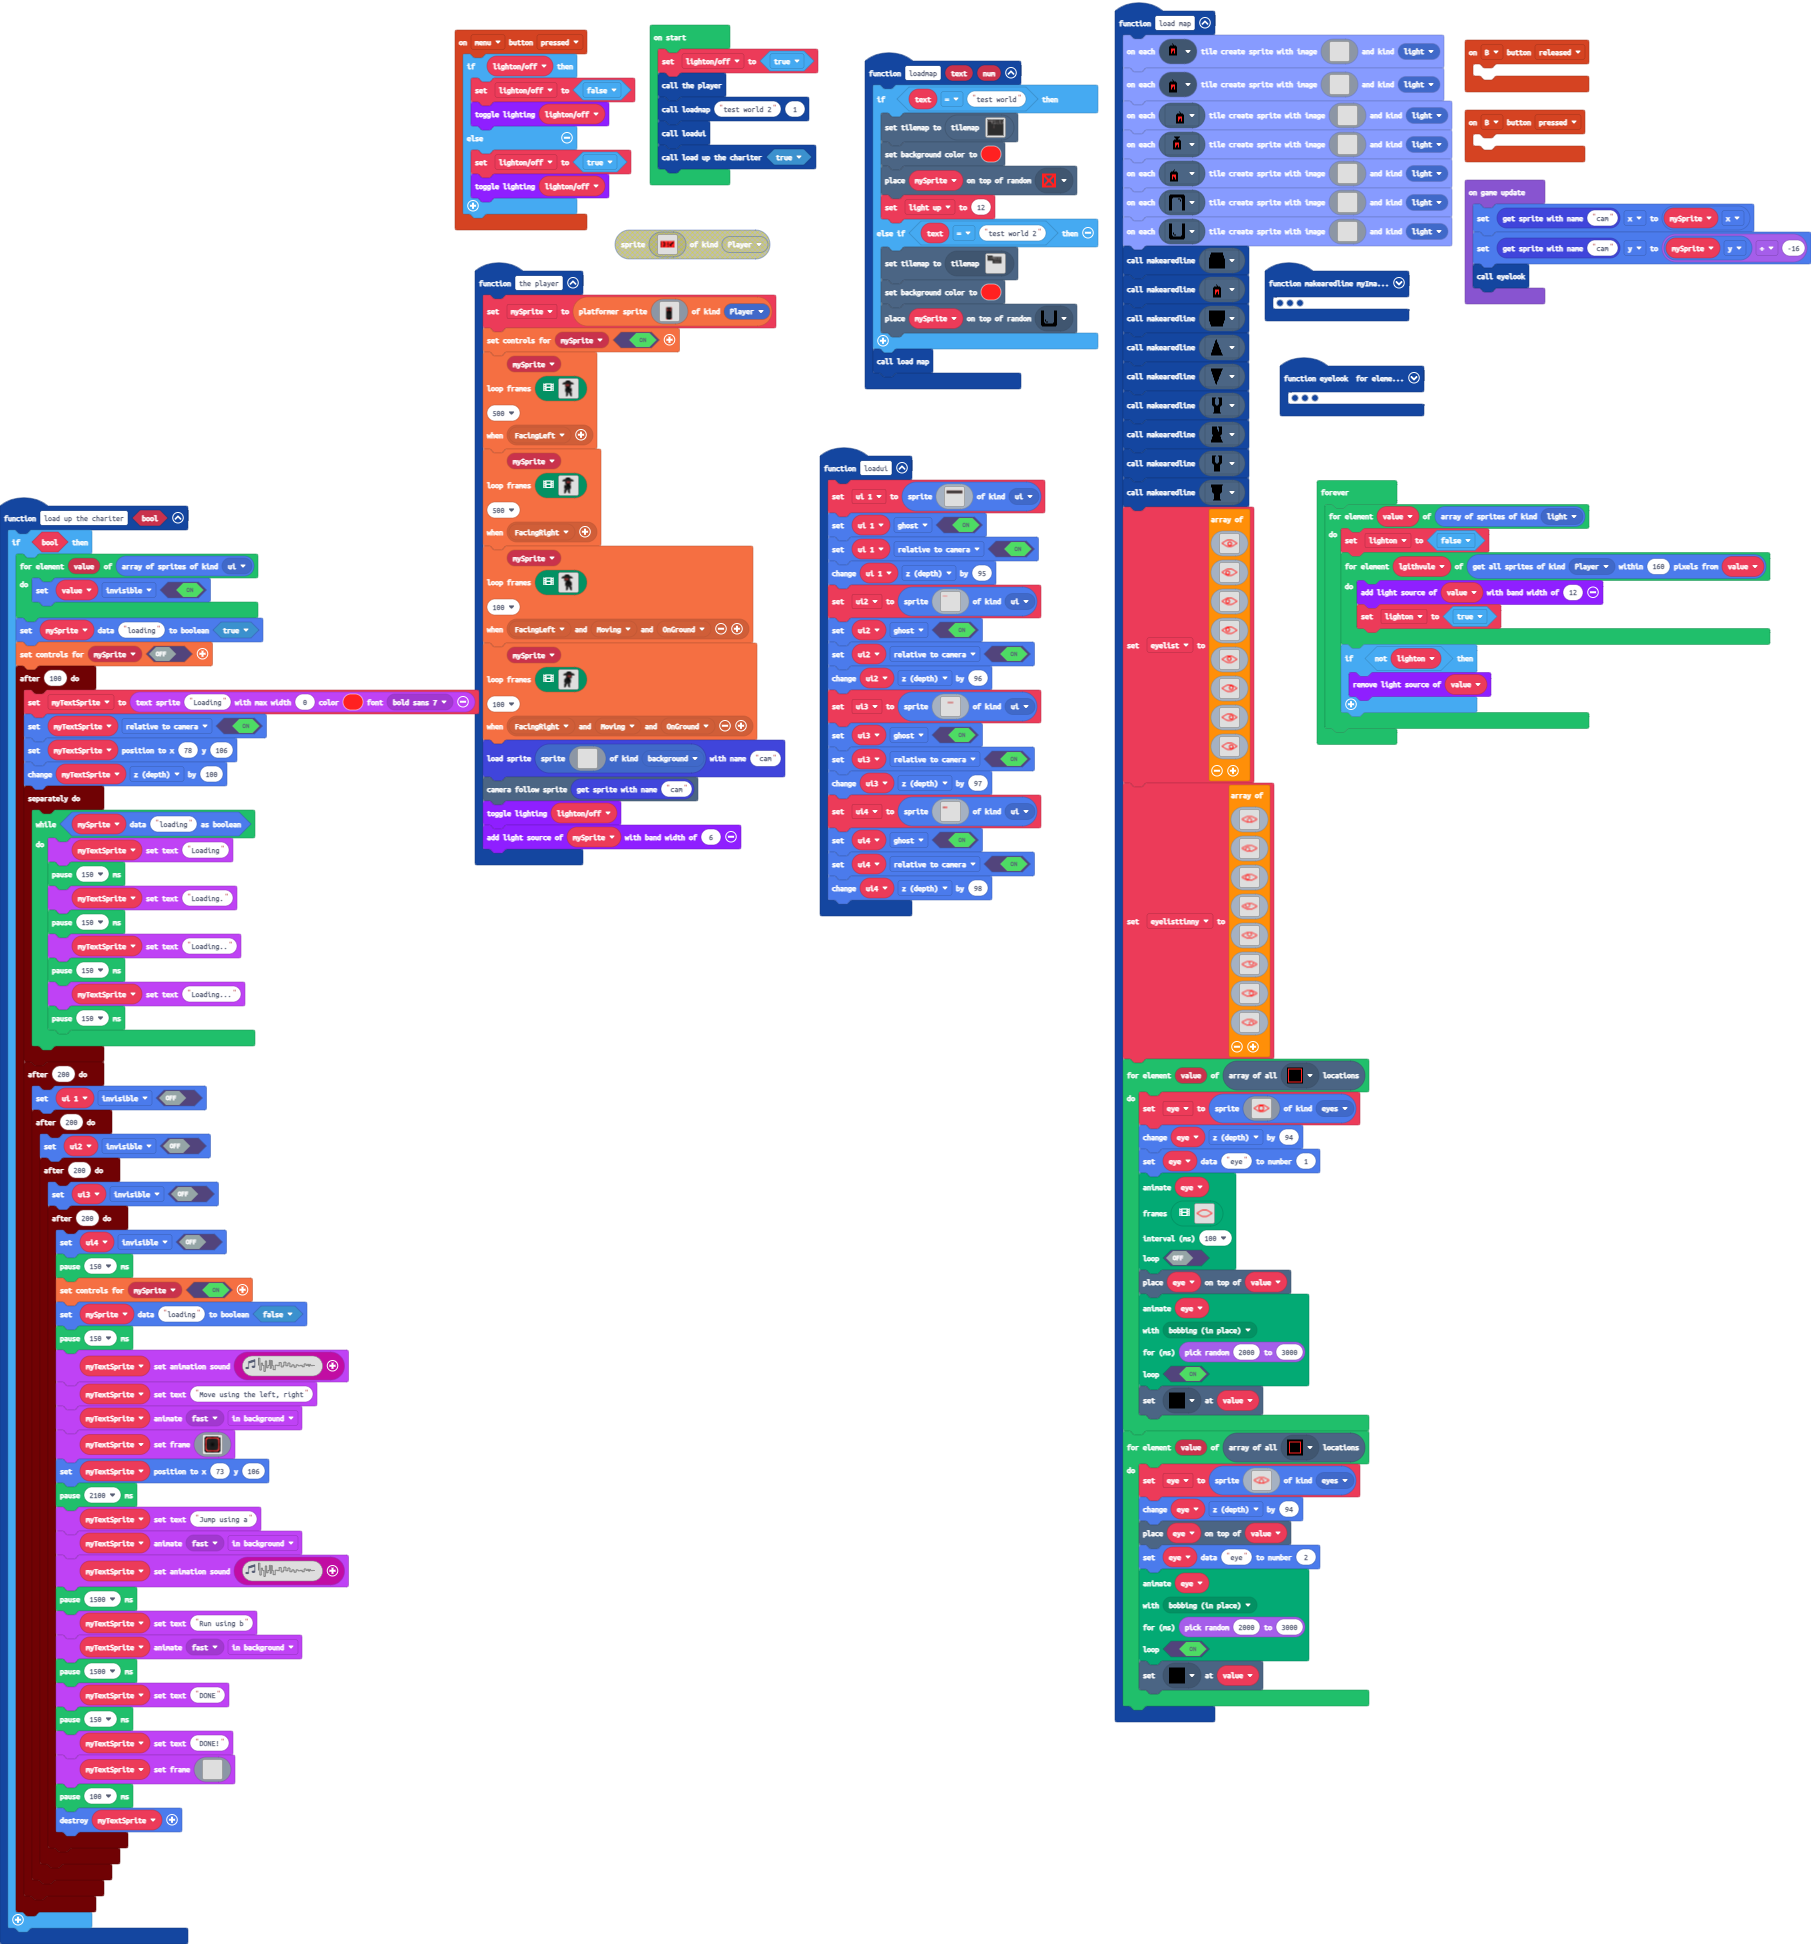 on menu button pressed
if lighton/off then
set lighton/off to false
toggle lighting lighton/off
else
set lighton/off to true
toggle lighting lighton/off
on start
set lighton/off to true
call the player
call loadmap "test world 2" 1
call loadui
call load up the chariter true
sprite of kind Player
function the player
set mySprite to platformer sprite of kind Player
set controls for mySprite ON
mySprite
loop frames
500
when FacingLeft
mySprite
loop frames
500
when FacingRight
mySprite
loop frames
100
when FacingLeft and Moving and OnGround
mySprite
loop frames
100
when FacingRight and Moving and OnGround
load sprite sprite of kind background with name "cam"
camera follow sprite get sprite with name "cam"
toggle lighting lighton/off
add light source of mySprite with band width of 6
function load up the chariter bool
if bool then
for element value of array of sprites of kind ui
do set value invisible ON
set mySprite data "loading" to boolean true
set controls for mySprite OFF
after 100 do
set myTextSprite to text sprite "Loading" with max width 0 color font bold sans 7
set myTextSprite relative to camera ON
set myTextSprite position to x 78 y 106
change myTextSprite z (depth) by 100
separately do
while mySprite data "loading" as boolean
do myTextSprite set text "Loading"
pause 150 ms
myTextSprite set text "Loading."
pause 150 ms
myTextSprite set text "Loading.."
pause 150 ms
myTextSprite set text "Loading..."
pause 150 ms
after 200 do
set ui 1 invisible OFF
after 200 do
set ui2 invisible OFF
after 200 do
set ui3 invisible OFF
after 200 do
set ui4 invisible OFF
pause 150 ms
set controls for mySprite ON
set mySprite data "loading" to boolean false
pause 150 ms
myTextSprite set animation sound
myTextSprite set text "Move using the left, right"
myTextSprite animate fast in background
myTextSprite set frame
set myTextSprite position to x 73 y 106
pause 2100 ms
myTextSprite set text "Jump using a"
myTextSprite animate fast in background
myTextSprite set animation sound
pause 1500 ms
myTextSprite set text "Run using b"
myTextSprite animate fast in background
pause 1500 ms
myTextSprite set text "DONE"
pause 150 ms
myTextSprite set text "DONE!"
myTextSprite set frame
pause 100 ms
destroy myTextSprite
function loadmap text num
if text = "test world" then
set tilemap to tilemap
set background color to
place mySprite on top of random
set light up to 12
else if text = "test world 2" then
set tilemap to tilemap
set background color to
place mySprite on top of random
call load map
function loadui
set ui 1 to sprite of kind ui
set ui 1 ghost ON
set ui 1 relative to camera ON
change ui 1 z (depth) by 95
set ui2 to sprite of kind ui
set ui2 ghost ON
set ui2 relative to camera ON
change ui2 z (depth) by 96
set ui3 to sprite of kind ui
set ui3 ghost ON
set ui3 relative to camera ON
change ui3 z (depth) by 97
set ui4 to sprite of kind ui
set ui4 ghost ON
set ui4 relative to camera ON
change ui4 z (depth) by 98
function load map
on each tile create sprite with image and kind light
on each tile create sprite with image and kind light
on each tile create sprite with image and kind light
on each tile create sprite with image and kind light
on each tile create sprite with image and kind light
on each tile create sprite with image and kind light
on each tile create sprite with image and kind light
call makearedline
call makearedline
call makearedline
call makearedline
call makearedline
call makearedline
call makearedline
call makearedline
call makearedline
set eyelist to array of
set eyelisttinny to array of
for element value of array of all locations
do set eye to sprite of kind eyes
change eye z (depth) by 94
set eye data "eye" to number 1
animate eye
frames
interval (ms) 100
loop OFF
place eye on top of value
animate eye
with bobbing (in place)
for (ms) pick random 2000 to 3000
loop ON
set at value
for element value of array of all locations
do set eye to sprite of kind eyes
change eye z (depth) by 94
place eye on top of value
set eye data "eye" to number 2
animate eye
with bobbing (in place)
for (ms) pick random 2000 to 3000
loop ON
set at value
on B button released
on B button pressed
on game update
set get sprite with name "cam" x to mySprite x
set get sprite with name "cam" y to mySprite y + -16
call eyelook
function makearedline myIma...
function eyelook for eleme...
forever
for element value of array of sprites of kind light
do set lighton to false
for element lgithvule of get all sprites of kind Player within 160 pixels from value
do add light source of value with band width of 12
set lighton to true
if not lighton then
remove light source of value